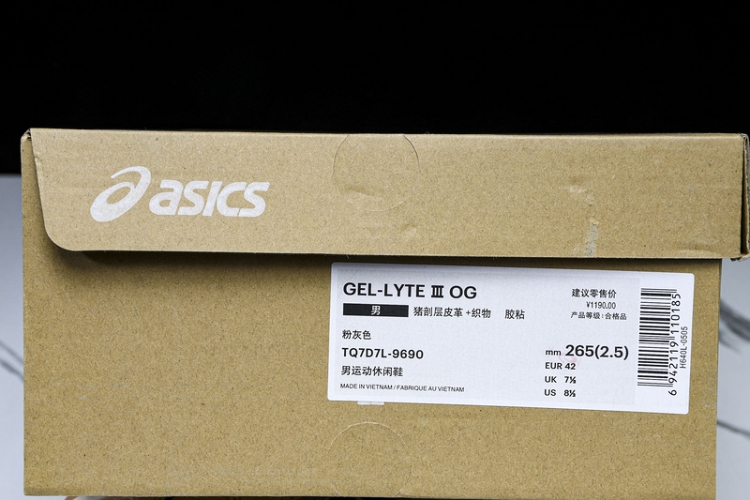 asics
GEL-LYTE Ⅲ OG
男 猪剖层皮革+织物 胶粘
粉灰色
TQ7D7L-9690
男运动休闲鞋
MADE IN VIETNAM / FABRIQUE AU VIETNAM
建议零售价
¥1190.00
产品等级:合格品
mm 265(2.5)
EUR 42
UK 7½
US 8½
6942119110185
H640L-0505